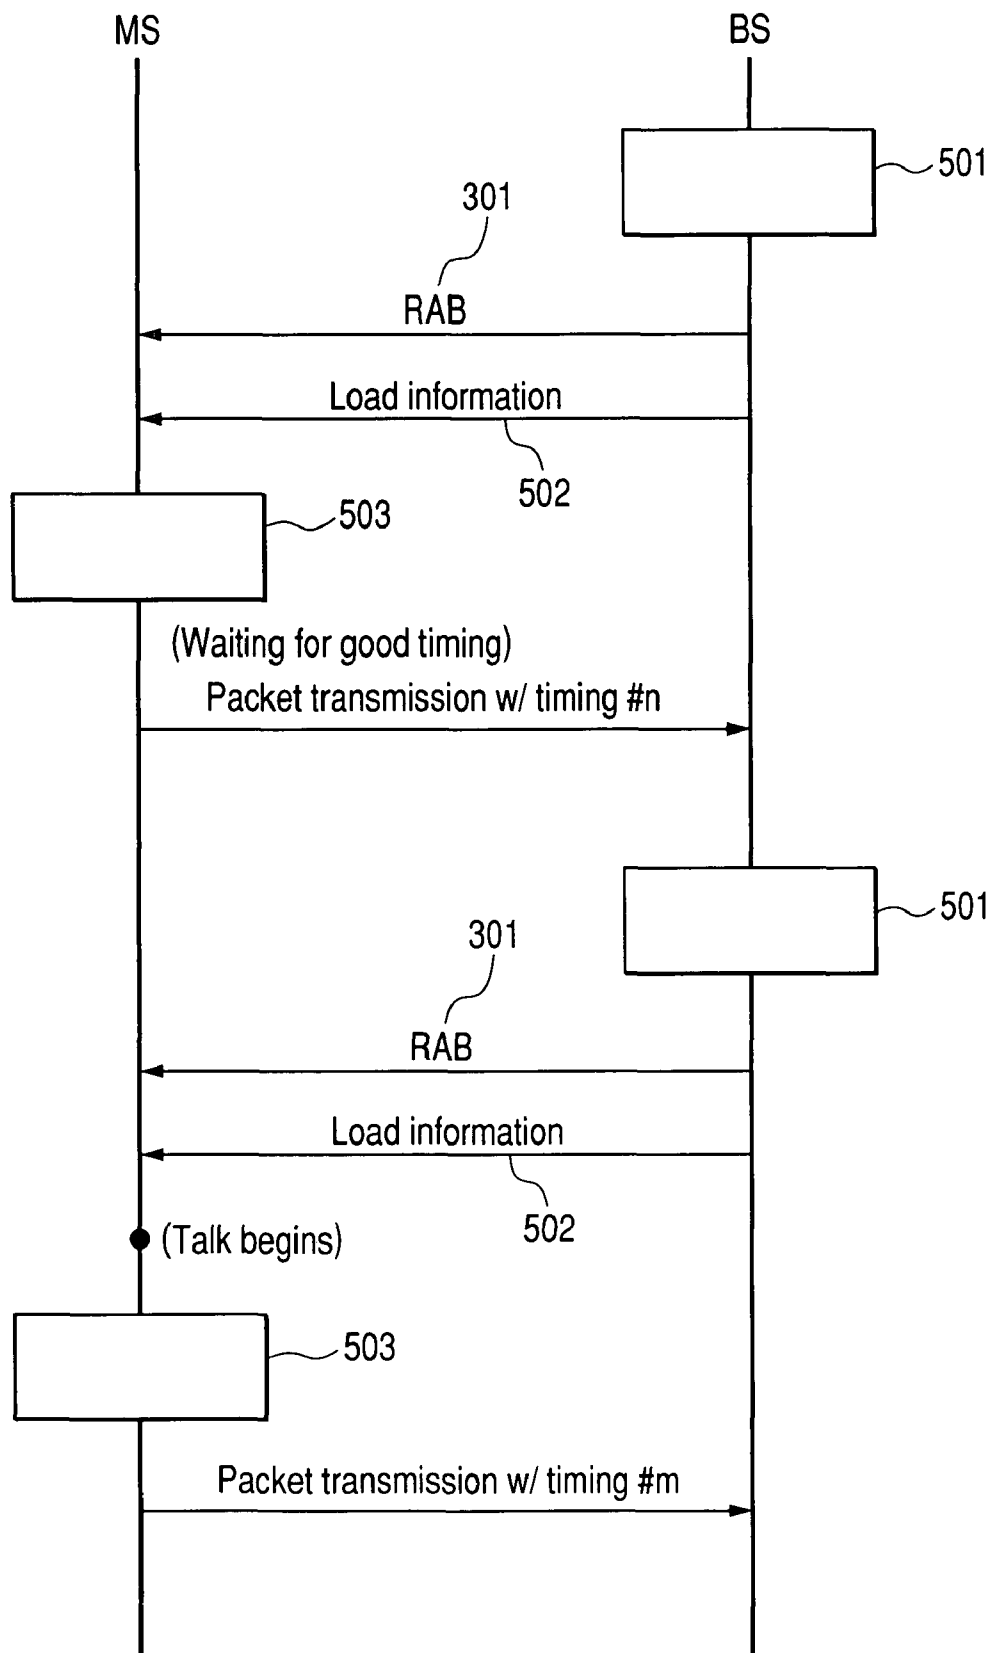 MS
BS
501
301
RAB
Load information
502
503
(Waiting for good timing)
Packet transmission w/ timing #n
501
301
RAB
Load information
502
(Talk begins)
503
Packet transmission w/ timing #m